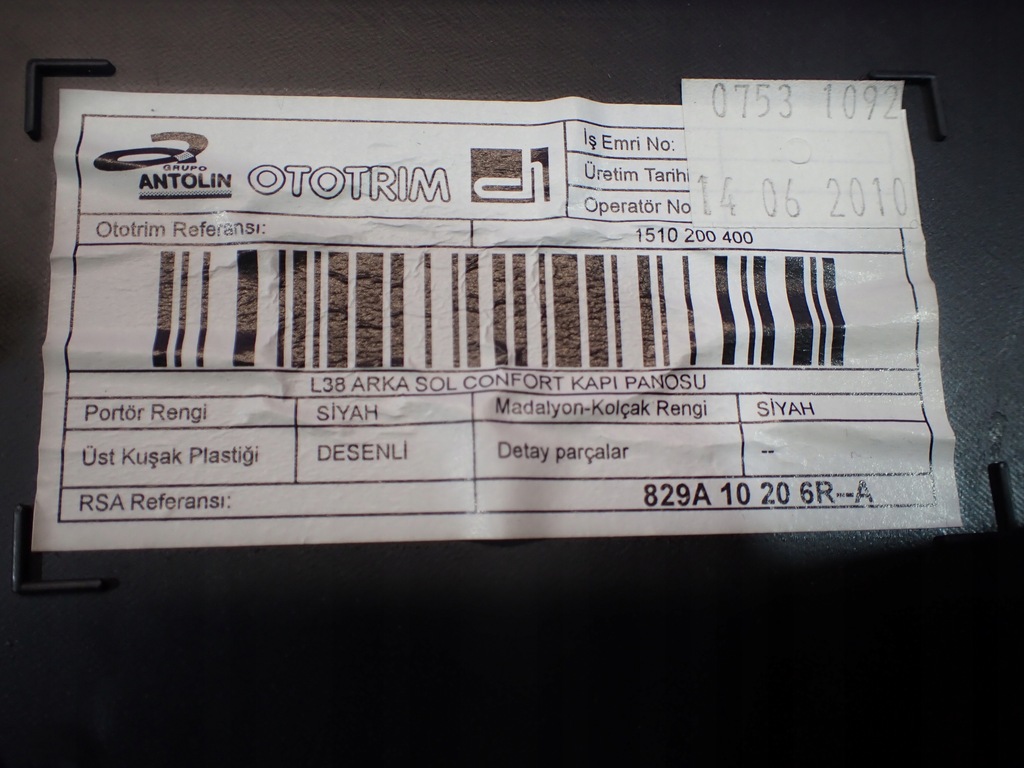 0753 1092
GRUPO
ANTOLIN OTOTRIM
İş Emri No:
Üretim Tarihi
Operatör No
14 06 2010
Ototrim Referansı: 1510 200 400
L38 ARKA SOL CONFORT KAPI PANOSU
Portör Rengi SİYAH Madalyon-Kolçak Rengi SİYAH
Üst Kuşak Plastiği DESENLİ Detay parçalar --
RSA Referansı: 829A 10 20 6R--A